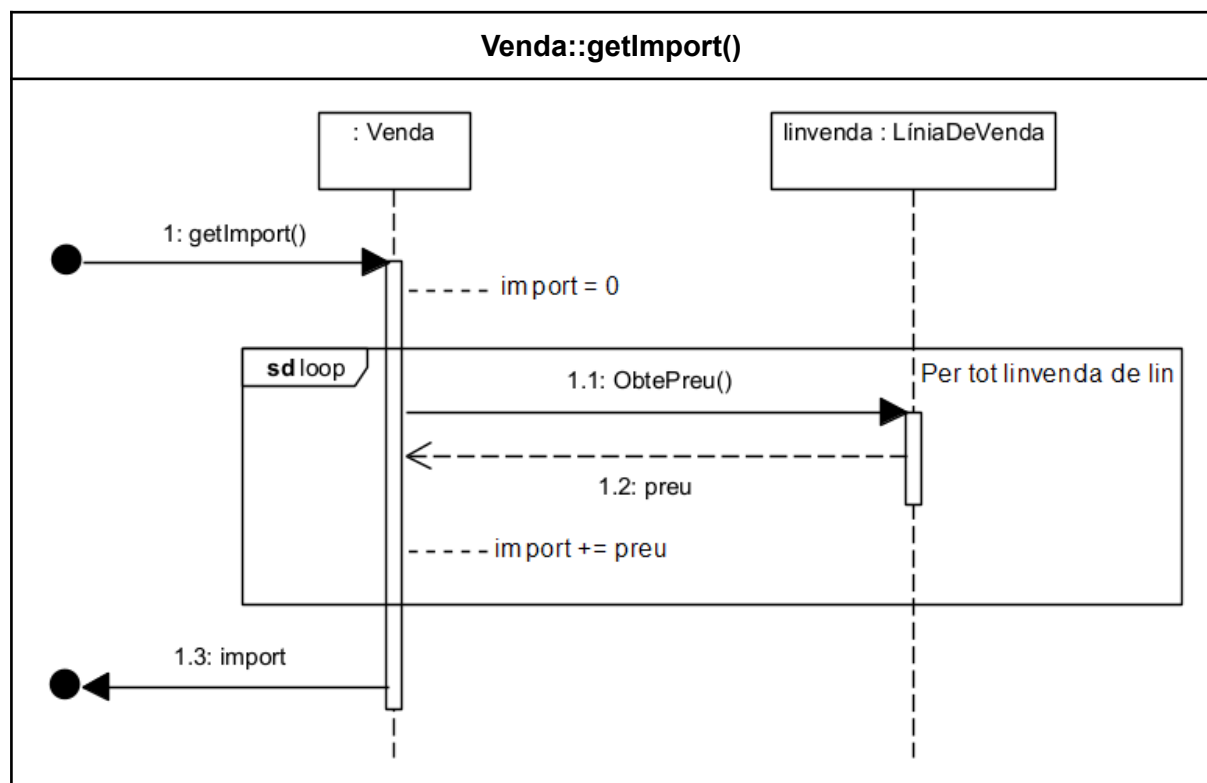 Venda::getImport()
: Venda
linvenda : LíniaDeVenda
1: getImport()
import = 0
sd loop
Per tot linvenda de lin
1.1: ObtePreu()
1.2: preu
import += preu
1.3: import